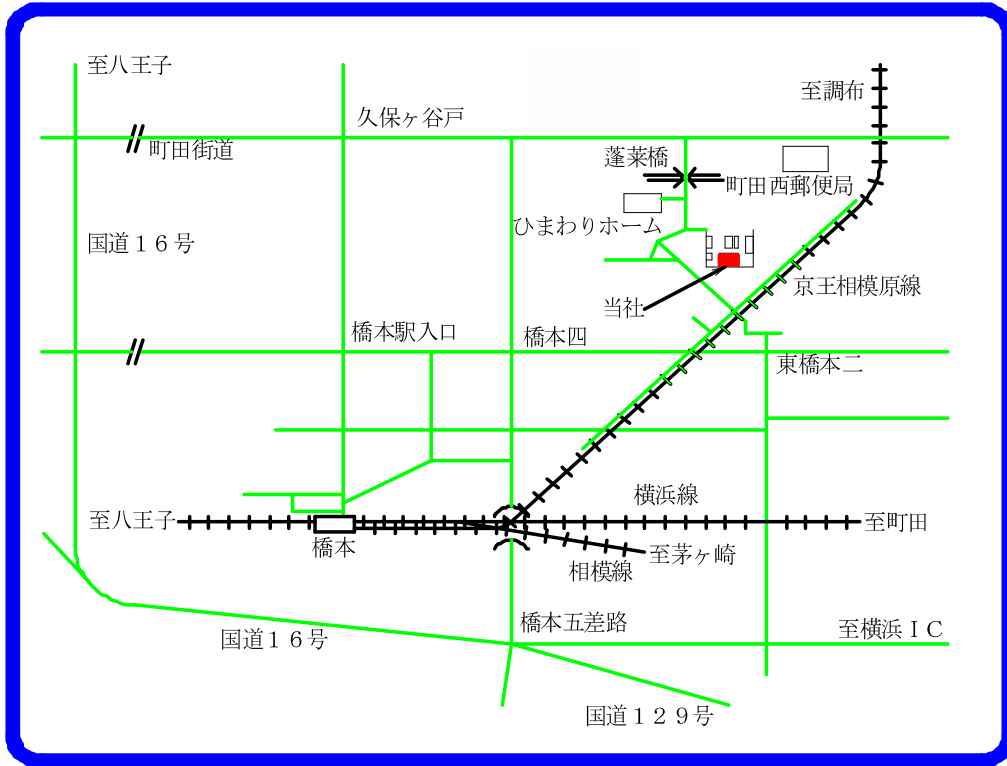 至八王子
至調布
久保ヶ谷戸
町田街道
蓬莱橋
町田西郵便局
ひまわりホーム
国道１６号
京王相模原線
当社
橋本駅入口
橋本四
東橋本二
横浜線
至八王子
至町田
橋本
至茅ヶ崎
相模線
橋本五差路
至横浜ＩＣ
国道１６号
国道１２９号